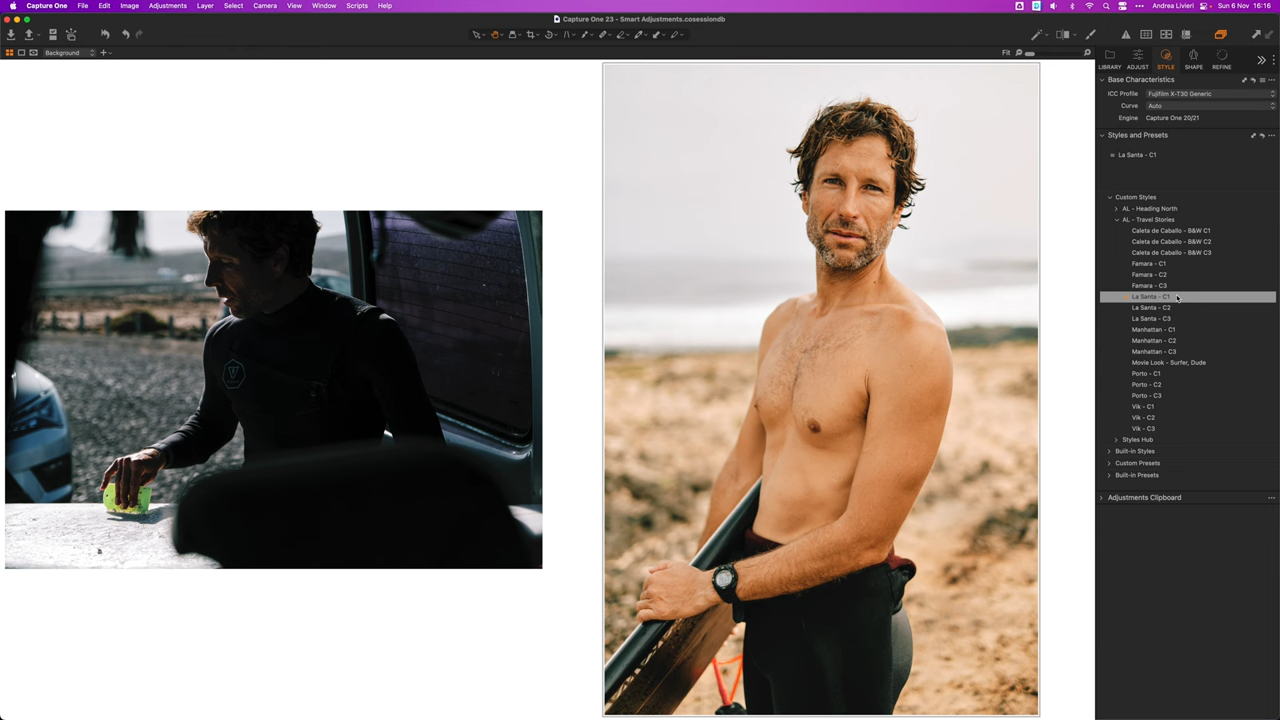 Capture One File Edit Image Adjustments Layer Select Camera View Window Scripts Help Andrea Livieri Sun 6 Nov 16:16
Capture One 23 - Smart Adjustments.cosessiondb
Background Fit
LIBRARY ADJUST STYLE SHAPE REFINE
Base Characteristics
ICC Profile Fujifilm X-T30 Generic
Curve Auto
Engine Capture One 20/21
Styles and Presets
La Santa - C1
Custom Styles
AL - Heading North
AL - Travel Stories
Caleta de Caballo - B&W C1
Caleta de Caballo - B&W C2
Caleta de Caballo - B&W C3
Famara - C1
Famara - C2
Famara - C3
La Santa - C1
La Santa - C2
La Santa - C3
Manhattan - C1
Manhattan - C2
Manhattan - C3
Movie Look - Surfer, Dude
Porto - C1
Porto - C2
Porto - C3
Vik - C1
Vik - C2
Vik - C3
Styles Hub
Built-in Styles
Custom Presets
Built-in Presets
Adjustments Clipboard